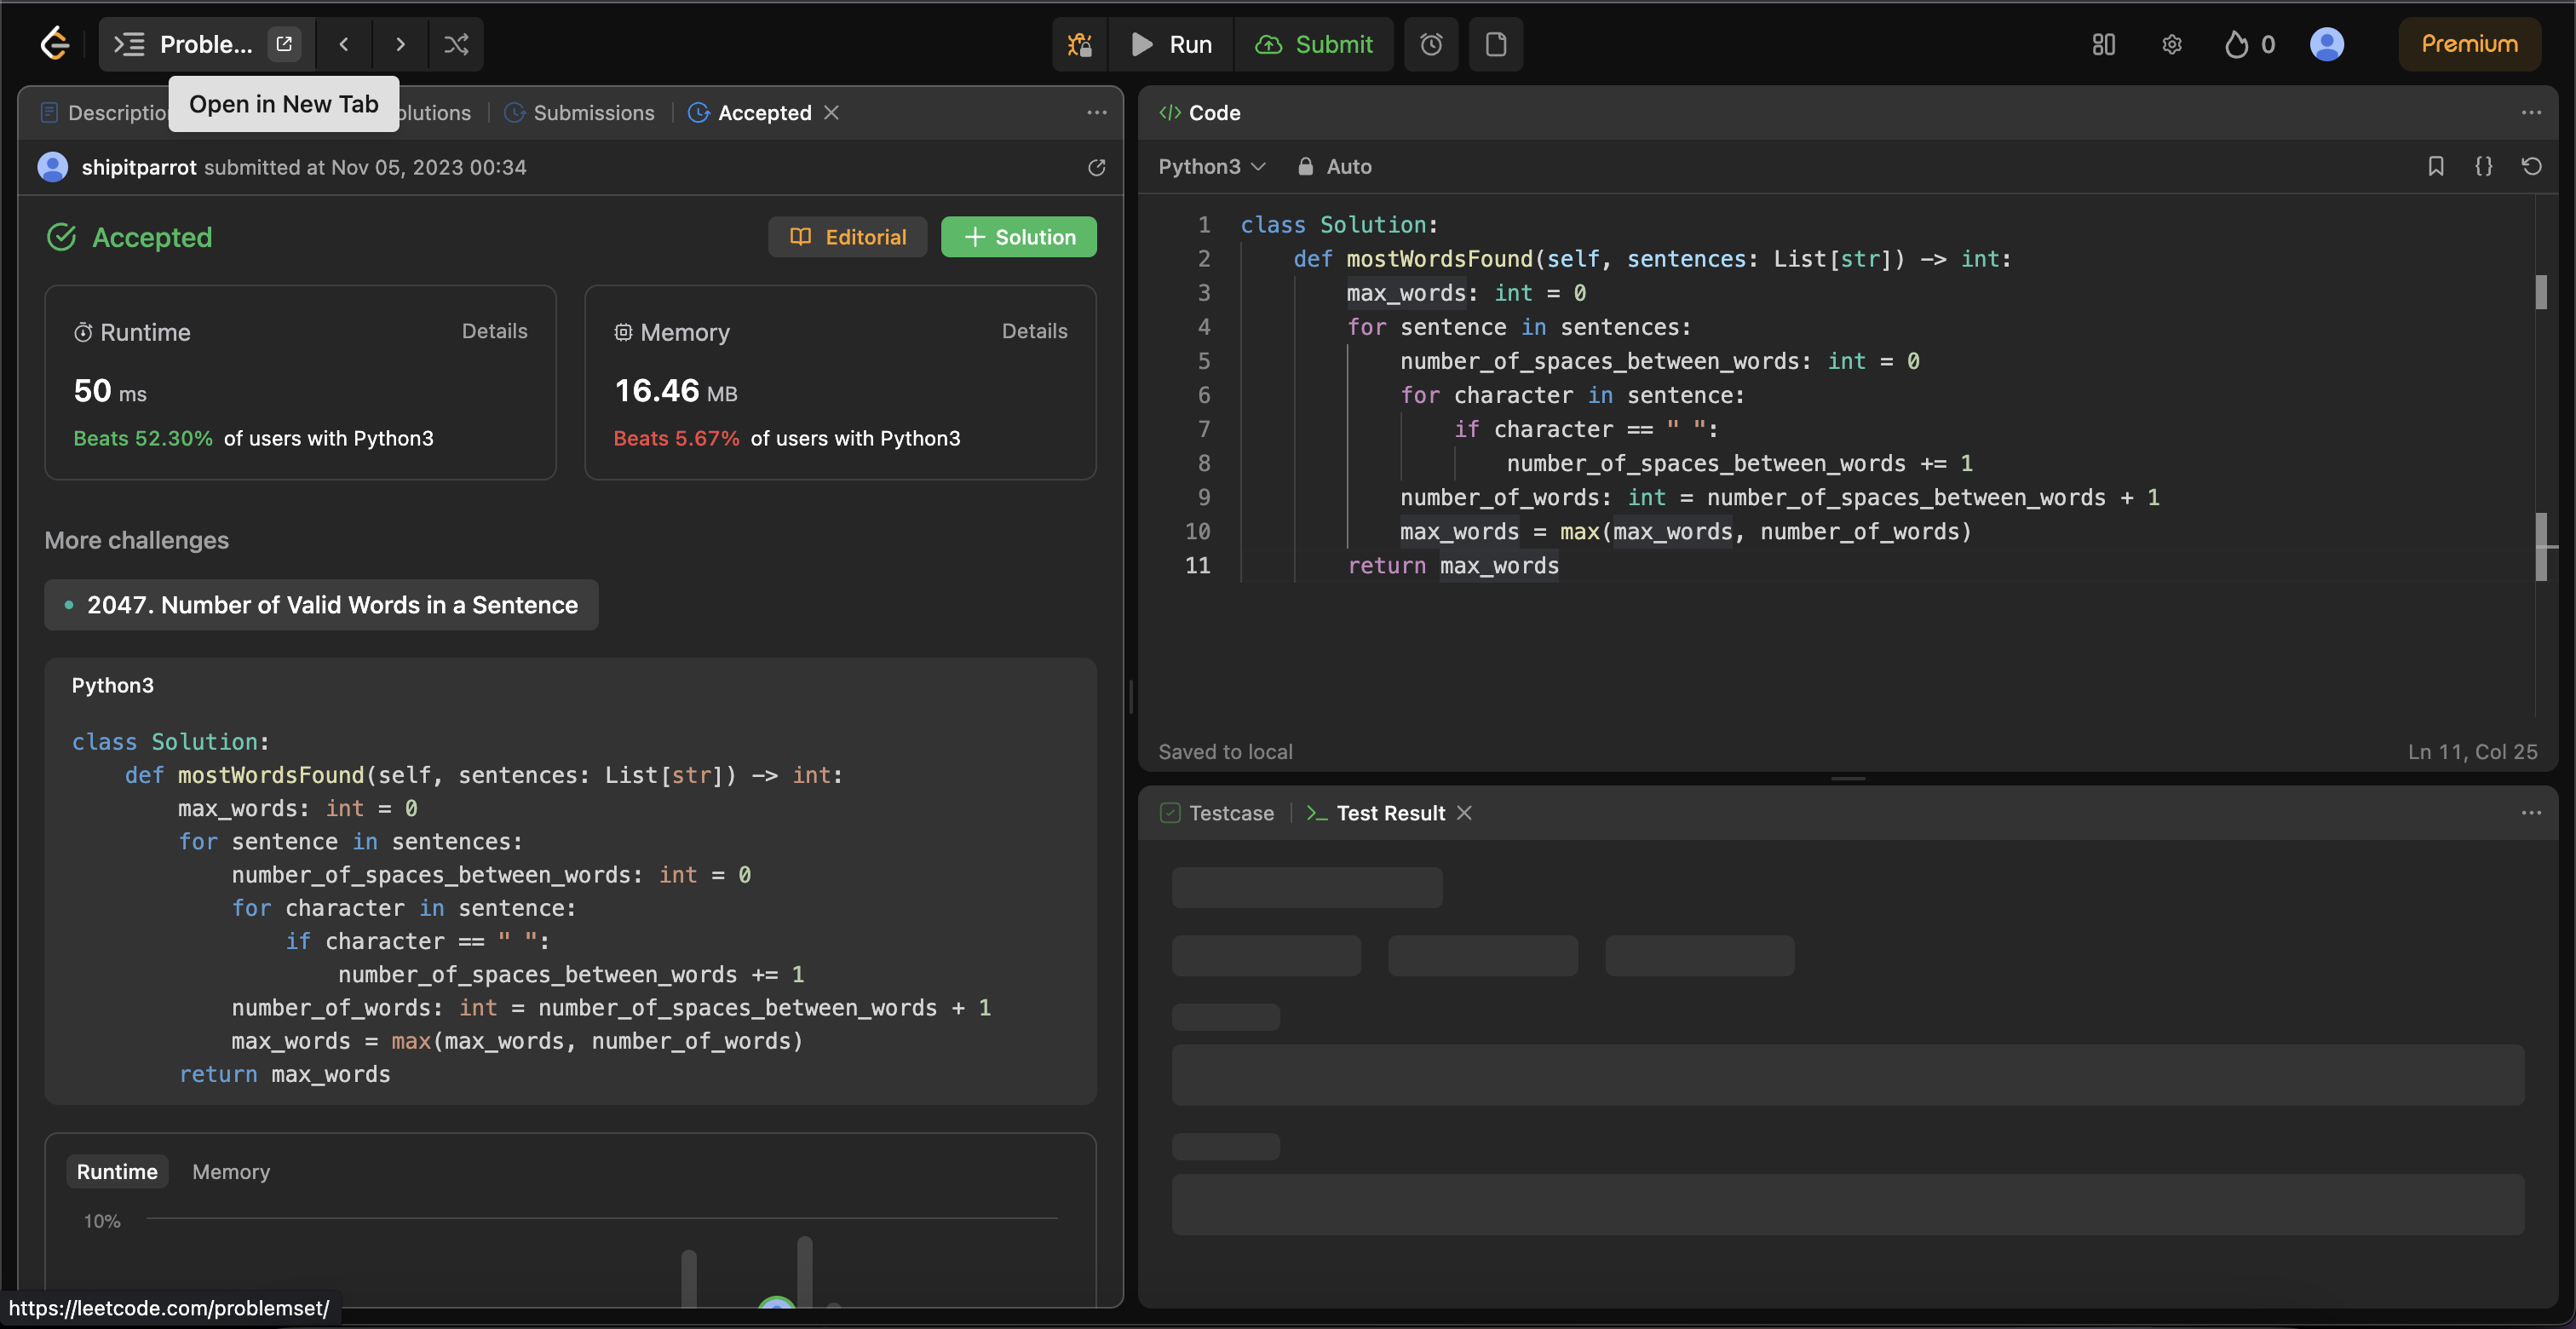 Proble...
Run
Submit
0
Premium
Open in New Tab
Description
olutions
Submissions
Accepted
shipitparrot submitted at Nov 05, 2023 00:34
Accepted
Editorial
Solution
Runtime
Details
50 ms
Beats 52.30% of users with Python3
Memory
Details
16.46 MB
Beats 5.67% of users with Python3
More challenges
2047. Number of Valid Words in a Sentence
Python3
class Solution:
    def mostWordsFound(self, sentences: List[str]) -> int:
        max_words: int = 0
        for sentence in sentences:
            number_of_spaces_between_words: int = 0
            for character in sentence:
                if character == " ":
                    number_of_spaces_between_words += 1
            number_of_words: int = number_of_spaces_between_words + 1
            max_words = max(max_words, number_of_words)
        return max_words
Runtime
Memory
10%
https://leetcode.com/problemset/
</> Code
Python3
Auto
{}
1 class Solution:
2     def mostWordsFound(self, sentences: List[str]) -> int:
3         max_words: int = 0
4         for sentence in sentences:
5             number_of_spaces_between_words: int = 0
6             for character in sentence:
7                 if character == " ":
8                     number_of_spaces_between_words += 1
9             number_of_words: int = number_of_spaces_between_words + 1
10             max_words = max(max_words, number_of_words)
11         return max_words
Saved to local
Ln 11, Col 25
Testcase
Test Result